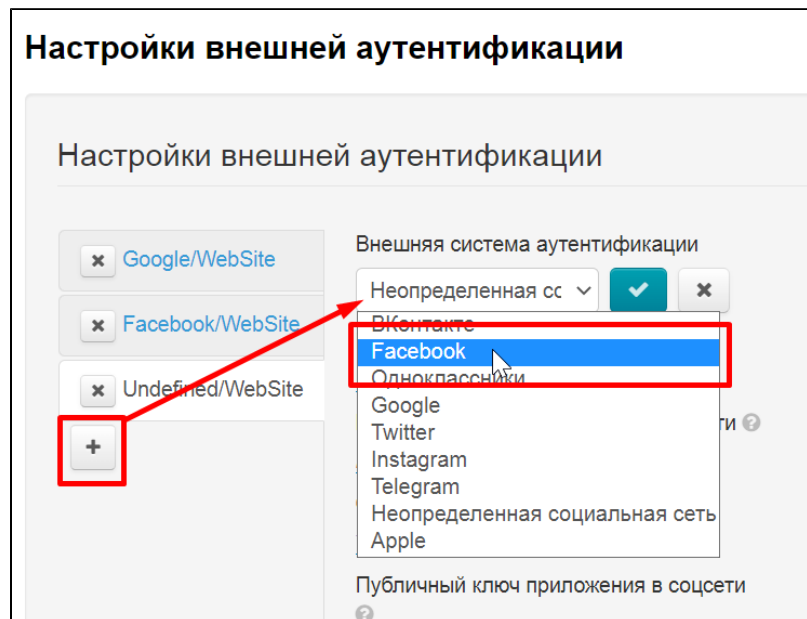 Настройки внешней аутентификации
Настройки внешней аутентификации
Google/WebSite
Facebook/WebSite
Undefined/WebSite
+
Внешняя система аутентификации
Неопределенная сс
ВКонтакте
Facebook
Одноклассники
Google
Twitter
Instagram
Telegram
Неопределенная социальная сеть
Apple
ти ?
Публичный ключ приложения в соцсети
?